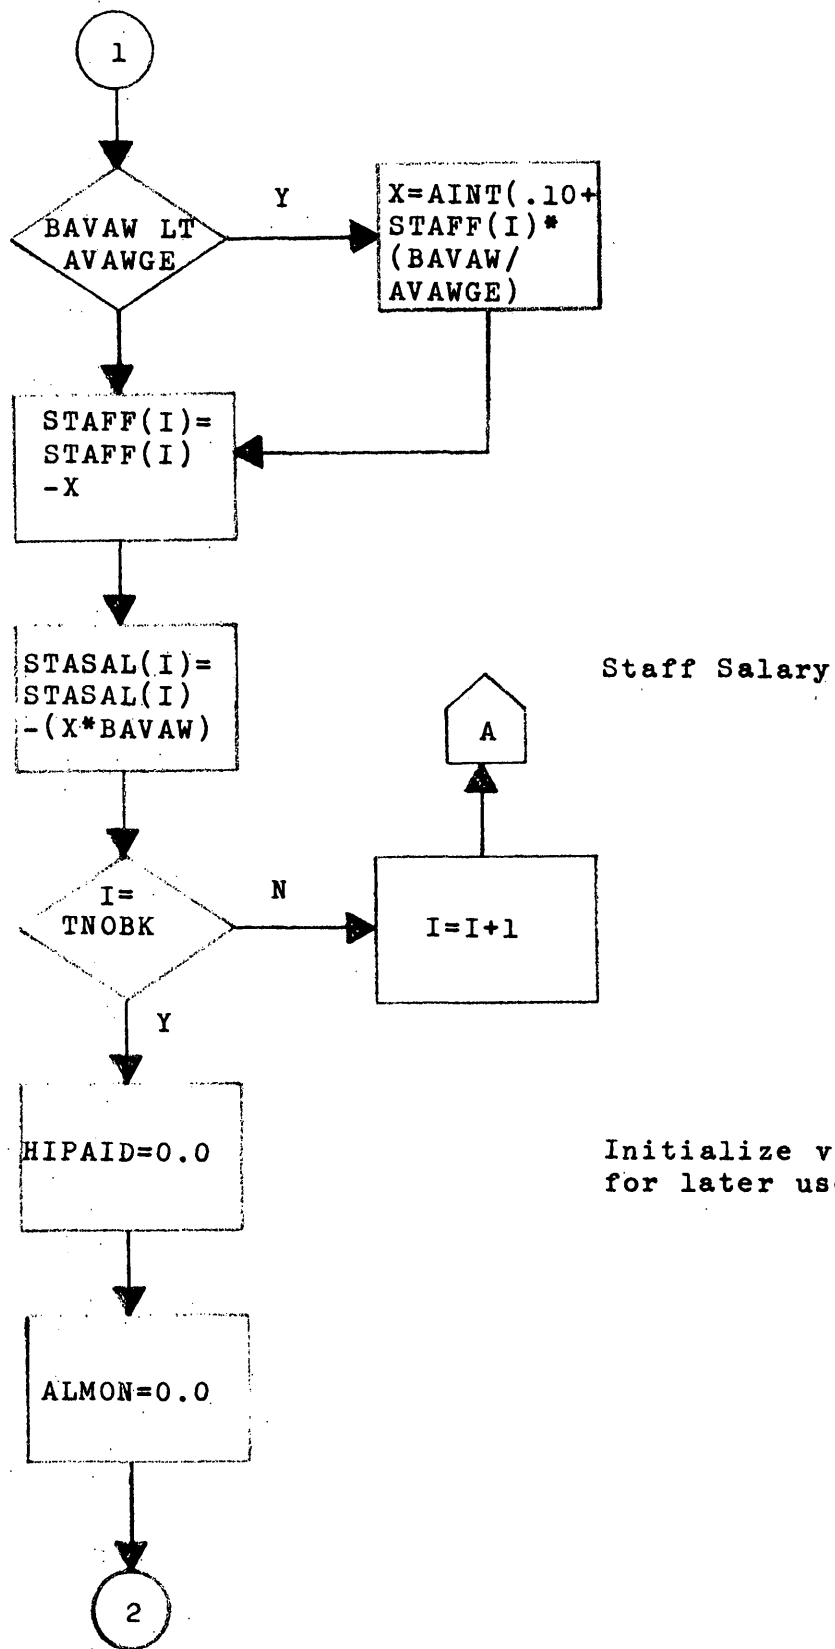 1
BAVAW LT
AVAWGE
Y
X=AINT(.10+
STAFF(I)*
(BAVAW/
AVAWGE)
STAFF(I)=
STAFF(I)
-X
STASAL(I)=
STASAL(I)
-(X*BAVAW)
Staff Salary
A
I=
TNOBK
N
I=I+1
Y
HIPAID=0.0
Initialize v
for later us
ALMON=0.0
2